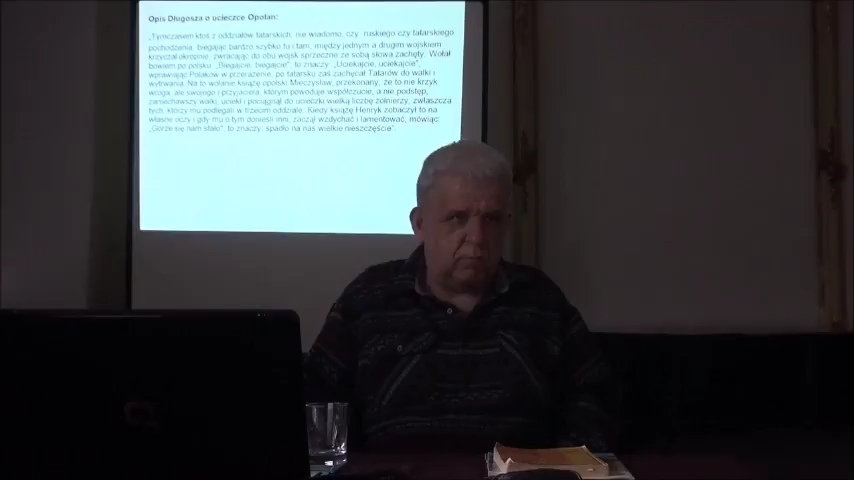 Opis Długosza o ucieczce Opolan:
„Tymczasem ktoś z oddziałów tatarskich, nie wiadomo, czy ruskiego czy tatarskiego
pochodzenia, biegając bardzo szybko tu i tam, między jednym a drugim wojskiem
krzyczał okropnie, zwracając do obu wojsk sprzeczne ze sobą słowa zachęty. Wołał
bowiem po polsku: „Biegajcie, biegajcie", to znaczy: „Uciekajcie, uciekajcie",
wprawiając Polaków w przerażenie, po tatarsku zaś zachęcał Tatarów do walki i
wytrwania. Na to wołanie książę opolski Mieczysław, przekonany, że to nie krzyk
wroga, ale swojego i przyjaciela, którym powoduje współczucie, a nie podstęp,
zaniechawszy walki, uciekł i pociągnął do ucieczki wielką liczbę żołnierzy, zwłaszcza
tych, którzy mu podlegali w trzecim oddziale. Kiedy książę Henryk zobaczył to na
własne oczy i gdy mu o tym donieśli inni, zaczął wzdychać i lamentować, mówiąc:
„Gorze się nam stało", to znaczy: spadło na nas wielkie nieszczęście".